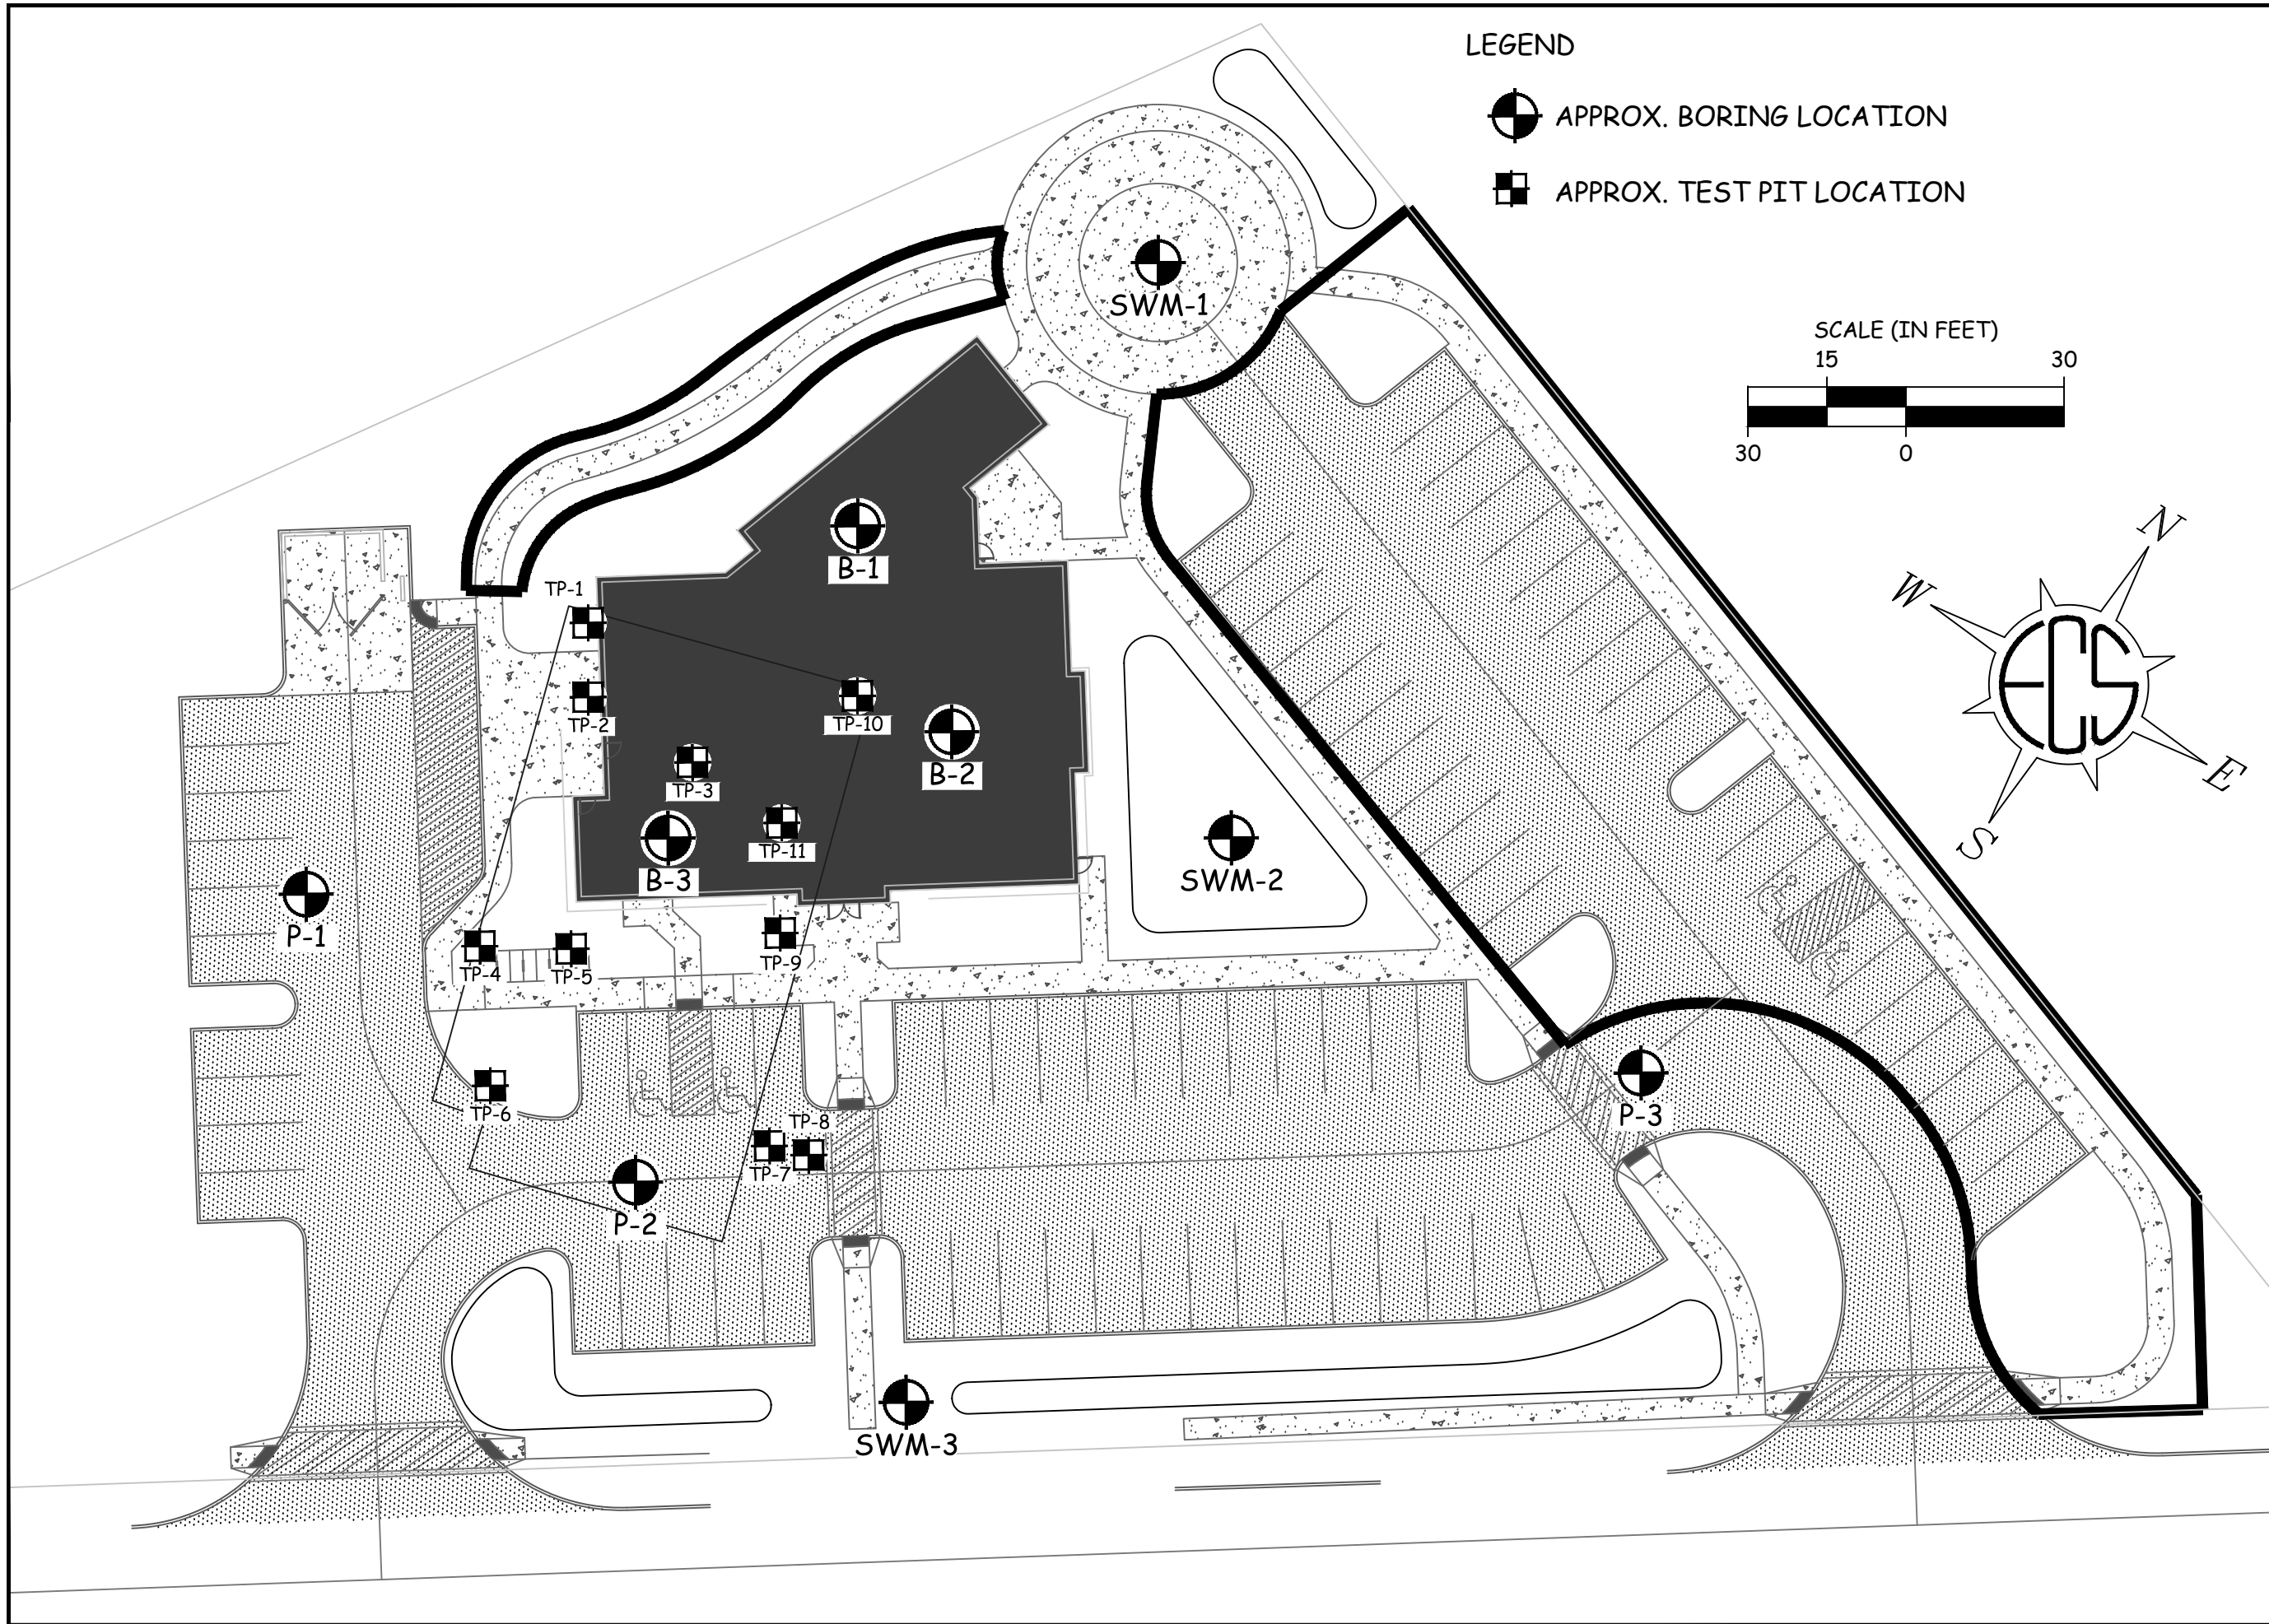 LEGEND
APPROX. BORING LOCATION
APPROX. TEST PIT LOCATION
SWM-1
SCALE (IN FEET)
15 30
30 0
N
W
ECS
E
S
B-1
TP-1
TP-2
TP-10
B-2
TP-3
TP-11
B-3
SWM-2
P-1
TP-4
TP-5
TP-9
TP-6
P-3
TP-8
TP-7
P-2
SWM-3